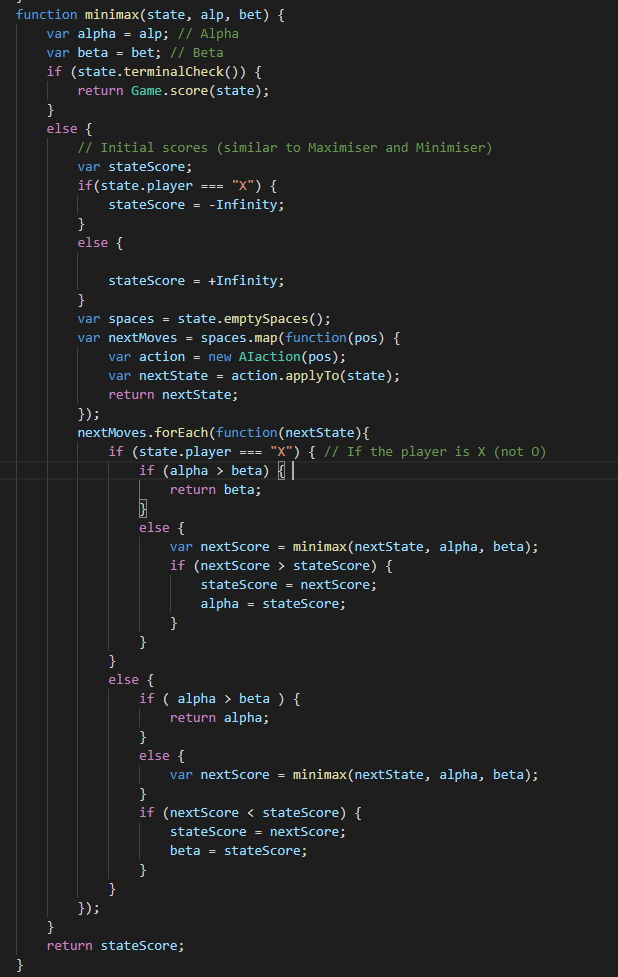 function minimax(state, alp, bet) {
    var alpha = alp; // Alpha
    var beta = bet; // Beta
    if (state.terminalCheck()) {
        return Game.score(state);
    }
    else {
        // Initial scores (similar to Maximiser and Minimiser)
        var stateScore;
        if(state.player === "X") {
            stateScore = -Infinity;
        }
        else {

            stateScore = +Infinity;
        }
        var spaces = state.emptySpaces();
        var nextMoves = spaces.map(function(pos) {
            var action = new AIaction(pos);
            var nextState = action.applyTo(state);
            return nextState;
        });
        nextMoves.forEach(function(nextState){
            if (state.player === "X") { // If the player is X (not O)
                if (alpha > beta) {
                    return beta;
                }
                else {
                    var nextScore = minimax(nextState, alpha, beta);
                    if (nextScore > stateScore) {
                        stateScore = nextScore;
                        alpha = stateScore;
                    }
                }
            }
            else {
                if ( alpha > beta ) {
                    return alpha;
                }
                else {
                    var nextScore = minimax(nextState, alpha, beta);
                }
                if (nextScore < stateScore) {
                    stateScore = nextScore;
                    beta = stateScore;
                }
            }
        });
    }
    return stateScore;
}